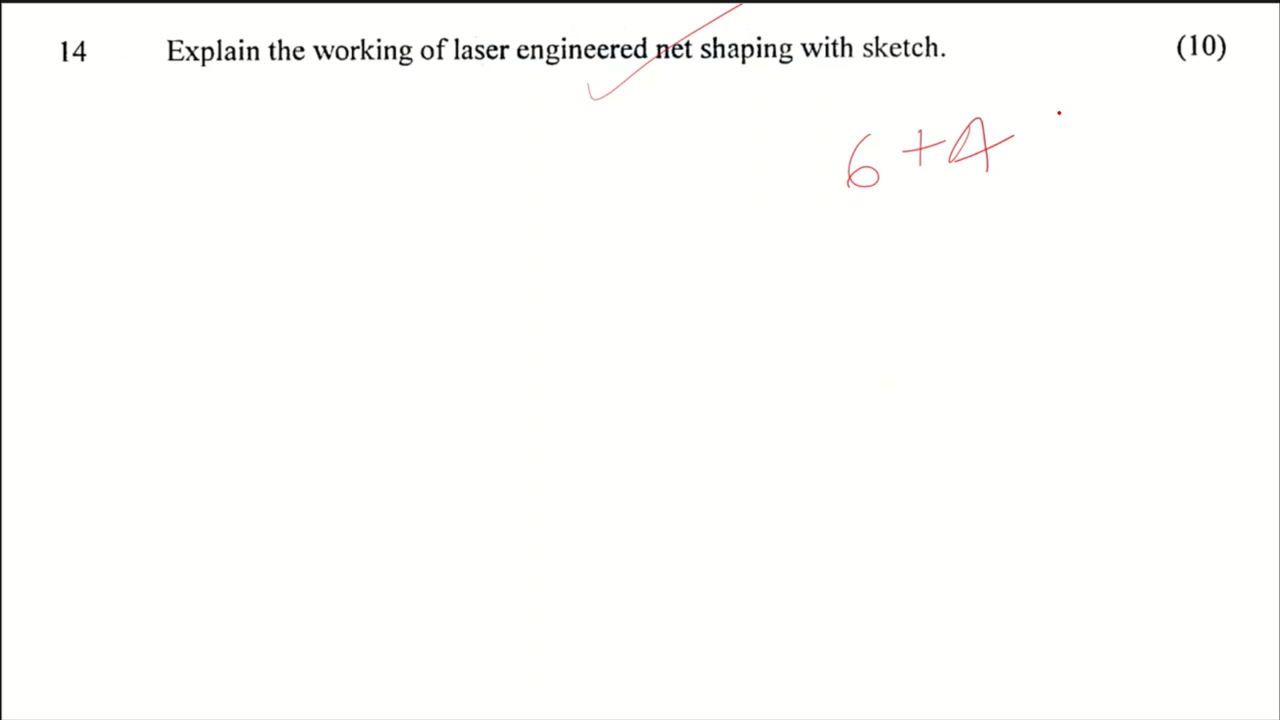 14 Explain the working of laser engineered net shaping with sketch. (10)
6 + 4